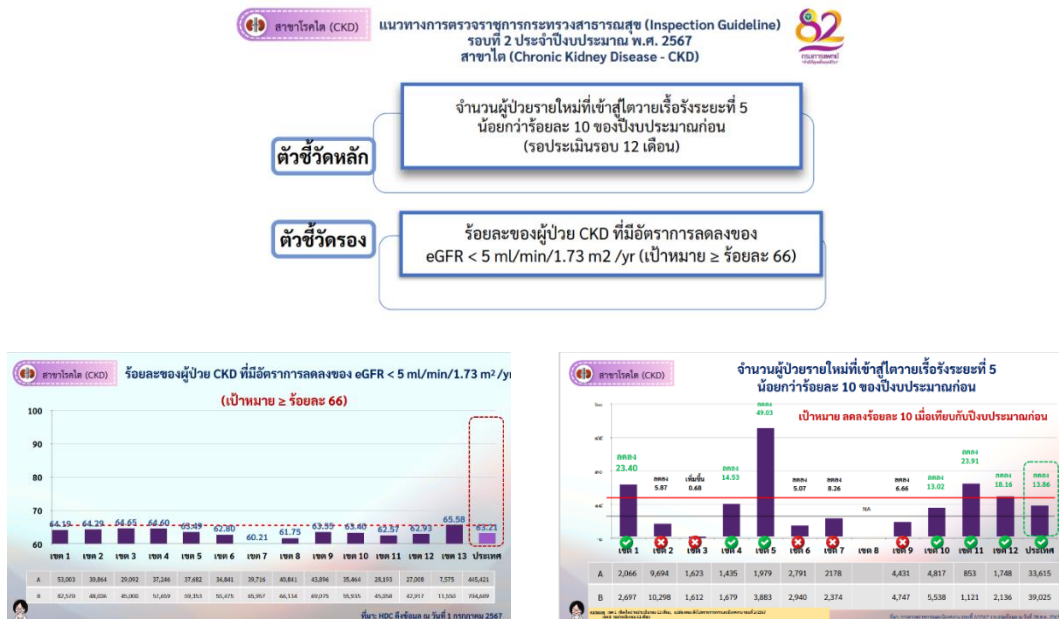 สาขาโรคไต (CKD)
แนวทางการตรวจราชการกระทรวงสาธารณสุข (Inspection Guideline)
รอบที่ 2 ประจำปีงบประมาณ พ.ศ. 2567
สาขาไต (Chronic Kidney Disease - CKD)
82
กรมการแพทย์
ตัวชี้วัดหลัก
จำนวนผู้ป่วยรายใหม่ที่เข้าสู่ไตวายเรื้อรังระยะที่ 5
น้อยกว่าร้อยละ 10 ของปีงบประมาณก่อน
(รอประเมินรอบ 12 เดือน)
ตัวชี้วัดรอง
ร้อยละของผู้ป่วย CKD ที่มีอัตราการลดลงของ
eGFR < 5 ml/min/1.73 m2 /yr (เป้าหมาย ≥ ร้อยละ 66)
สาขาโรคไต (CKD)
ร้อยละของผู้ป่วย CKD ที่มีอัตราการลดลงของ eGFR < 5 ml/min/1.73 m² /yr
(เป้าหมาย ≥ ร้อยละ 66)
100
90
80
70
60
64.19 64.29 64.65 64.60 63.49 62.80 60.21 61.75 63.55 63.40 62.57 62.93 65.58 63.21
เขต 1 เขต 2 เขต 3 เขต 4 เขต 5 เขต 6 เขต 7 เขต 8 เขต 9 เขต 10 เขต 11 เขต 12 เขต 13 ประเทศ
A 53,003 30,864 29,092 37,246 37,682 34,841 39,716 40,841 43,896 35,464 28,193 27,008 7,575 445,421
B
ที่มา: HDC ดึงข้อมูล ณ วันที่ 1 กรกฎาคม 2567
สาขาโรคไต (CKD)
จำนวนผู้ป่วยรายใหม่ที่เข้าสู่ไตวายเรื้อรังระยะที่ 5
น้อยกว่าร้อยละ 10 ของปีงบประมาณก่อน
เป้าหมาย ลดลงร้อยละ 10 เมื่อเทียบกับปีงบประมาณก่อน
ลดลง 23.40
ลดลง 5.87
เพิ่มขึ้น 0.68
ลดลง 14.53
ลดลง 49.03
ลดลง 5.07
ลดลง 8.26
NA
ลดลง 6.66
ลดลง 13.02
ลดลง 23.91
ลดลง 18.16
ลดลง 13.86
เขต 1 เขต 2 เขต 3 เขต 4 เขต 5 เขต 6 เขต 7 เขต 8 เขต 9 เขต 10 เขต 11 เขต 12 ประเทศ
A 2,066 9,694 1,623 1,435 1,979 2,791 2178 4,431 4,817 853 1,748 33,615
B 2,697 10,298 1,612 1,679 3,883 2,940 2,374 4,747 5,538 1,121 2,136 39,025